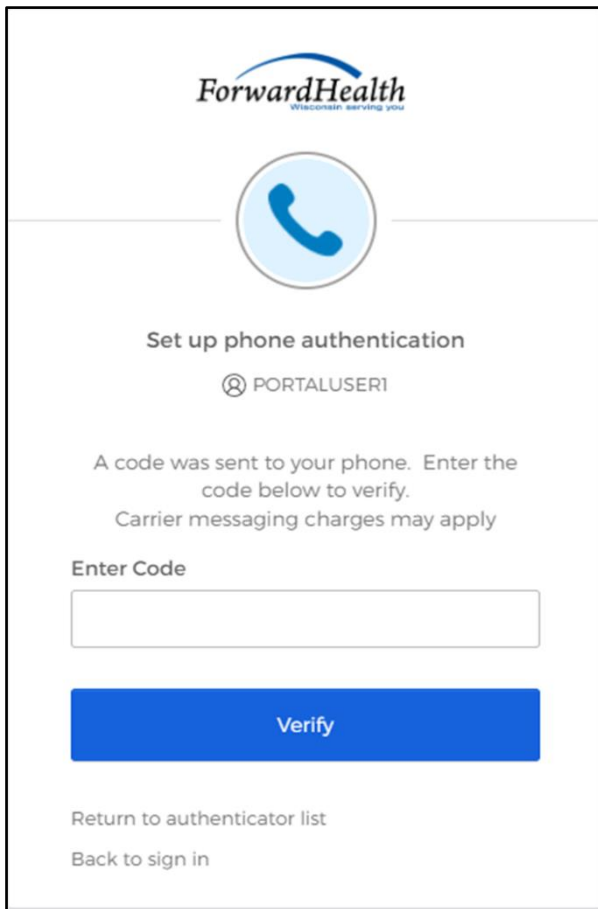 ForwardHealth
Wisconsin serving you
Set up phone authentication
PORTALUSER1
A code was sent to your phone. Enter the
code below to verify.
Carrier messaging charges may apply
Enter Code
Verify
Return to authenticator list
Back to sign in